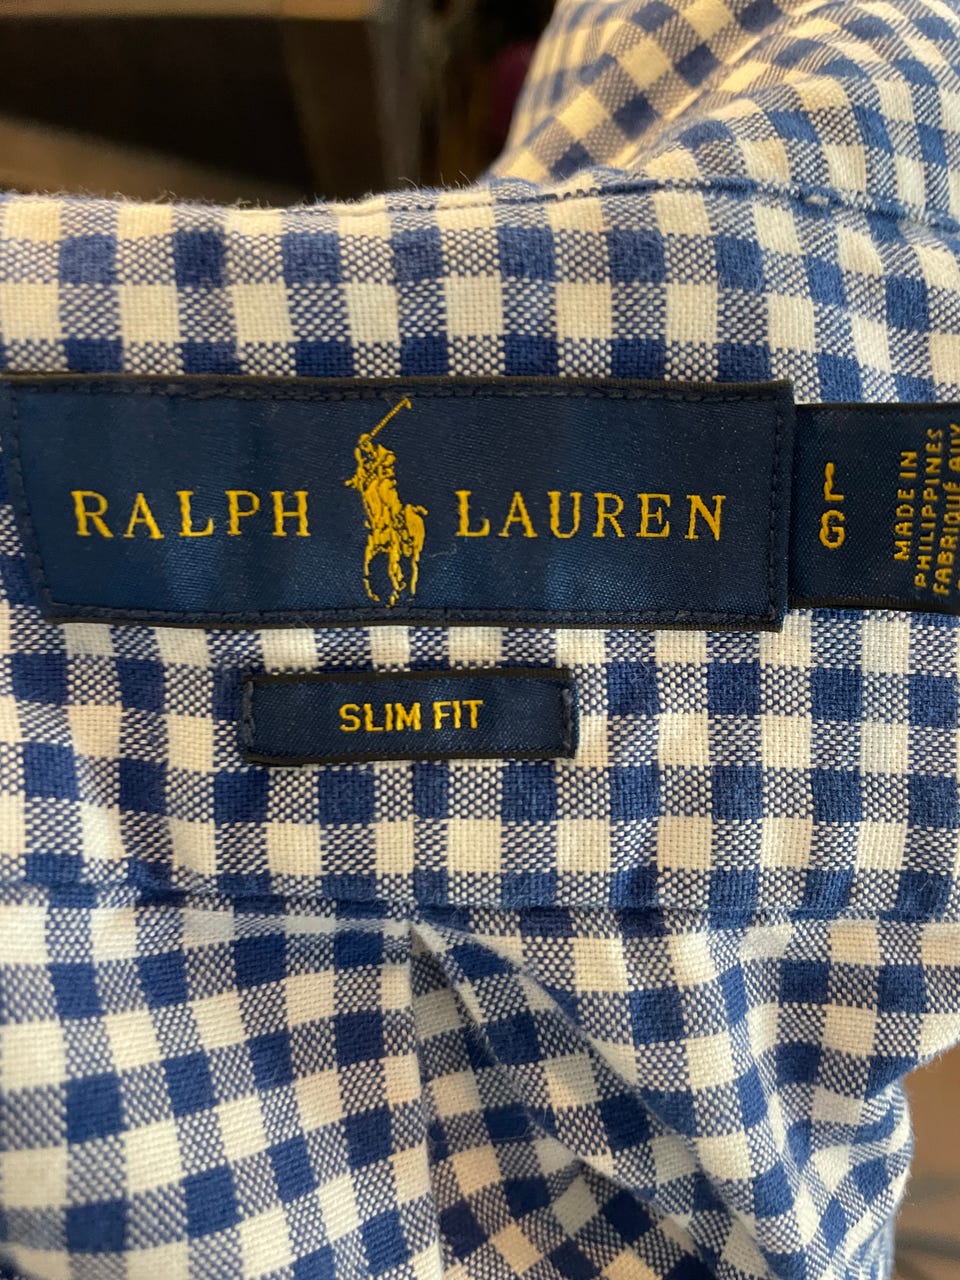 RALPH LAUREN
SLIM FIT
L
G
MADE IN
PHILIPPINES
FABRIQUÉ AUX